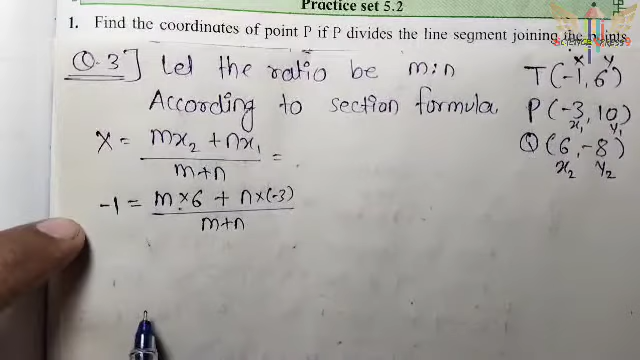 Practice set 5.2
1. Find the coordinates of point P if P divides the line segment joining the points
Q.3] Let the ratio be m:n
According to section formula.
x = mx₂ + nx₁ / m+n =
-1 = m×6 + n×(-3) / m+n
x y
T(-1, 6)
P(-3, 10)
x₁ y₁
Q(6, -8)
x₂ y₂